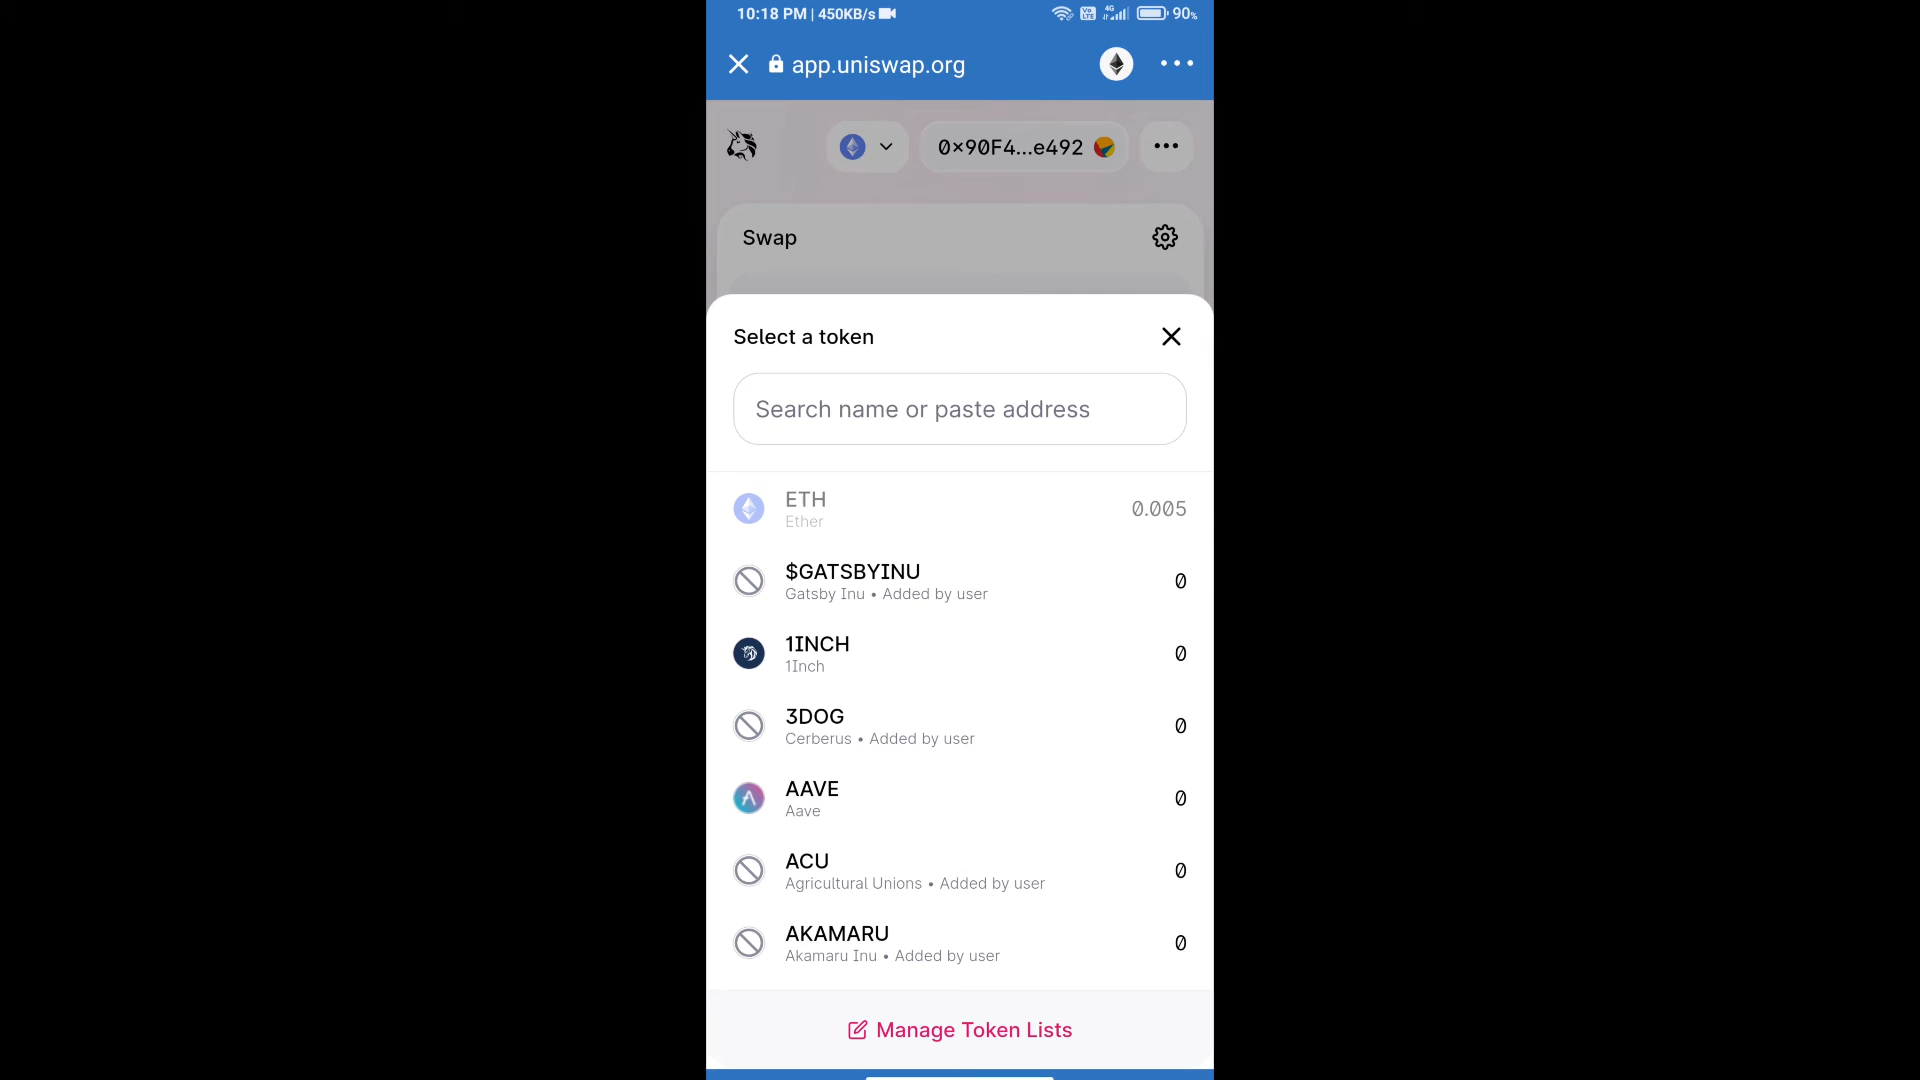 10:18 PM | 450KB/s
Vo LTE 4G 90%
app.uniswap.org
0x90F4...e492
Swap
Select a token
Search name or paste address
ETH
Ether
0.005
$GATSBYINU
Gatsby Inu • Added by user
0
1INCH
1Inch
0
3DOG
Cerberus • Added by user
0
AAVE
Aave
0
ACU
Agricultural Unions • Added by user
0
AKAMARU
Akamaru Inu • Added by user
0
Manage Token Lists